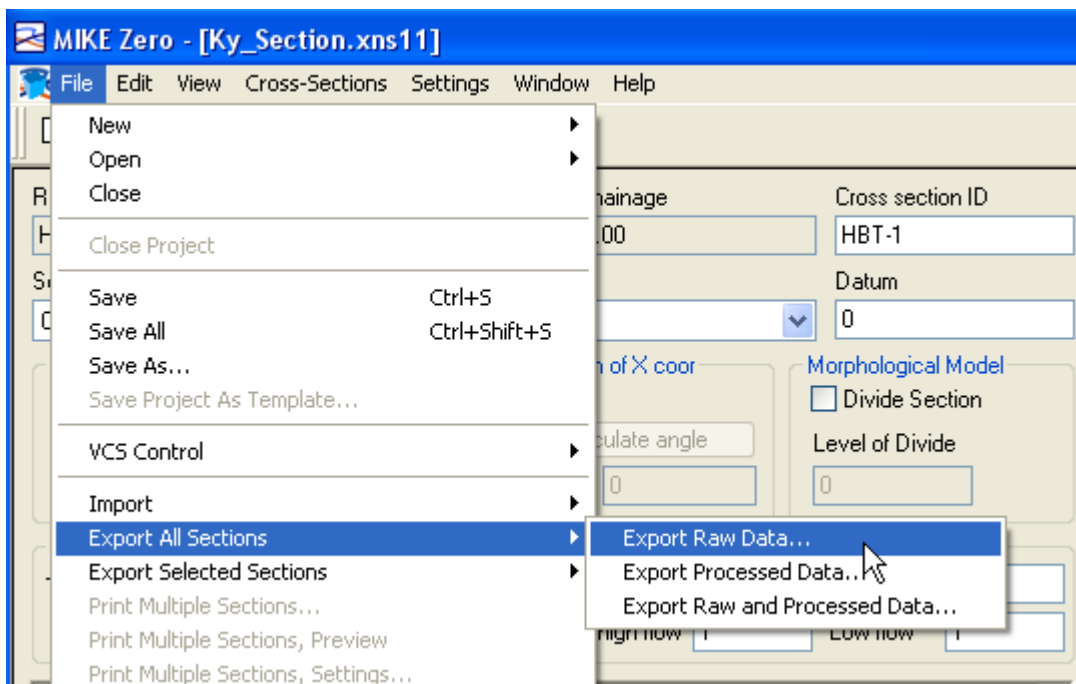 MIKE Zero - [Ky_Section.xns11]
File Edit View Cross-Sections Settings Window Help
New
Open
Close
Close Project
Save Ctrl+S
Save All Ctrl+Shift+S
Save As...
Save Project As Template...
VCS Control
Import
Export All Sections
Export Selected Sections
Print Multiple Sections...
Print Multiple Sections, Preview
Print Multiple Sections, Settings...
Export Raw Data...
Export Processed Data...
Export Raw and Processed Data...
Cross section ID
.00 HBT-1
Datum
0
of X coor Morphological Model
Divide Section
angle Level of Divide
0 0